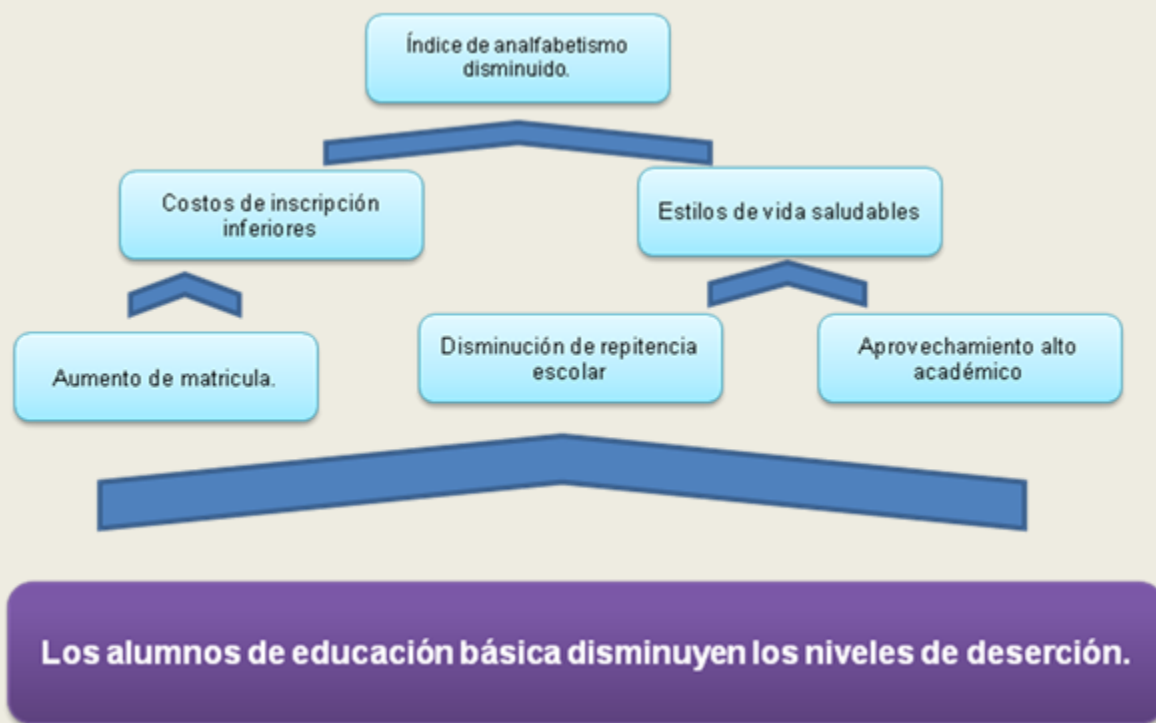 Índice de analfabetismo
disminuido.
Costos de inscripción
inferiores
Estilos de vida saludables
Aumento de matricula.
Disminución de repitencia
escolar
Aprovechamiento alto
académico
Los alumnos de educación básica disminuyen los niveles de deserción.